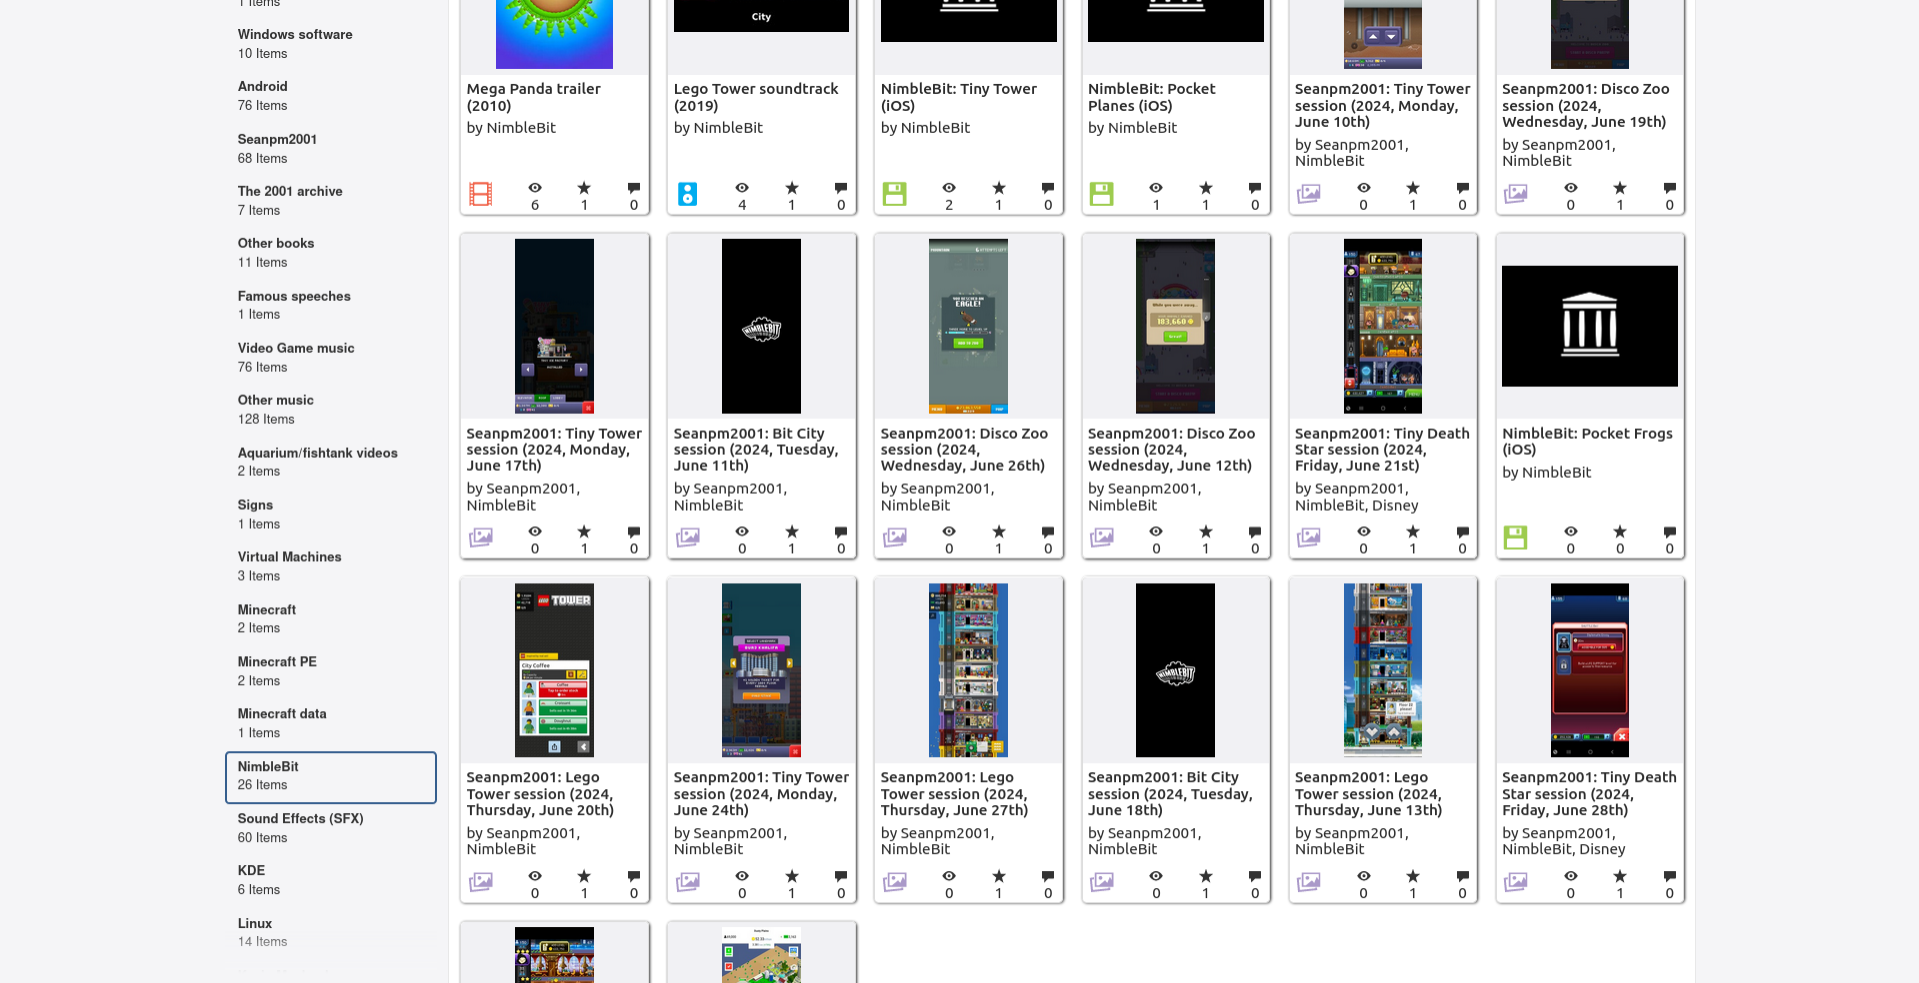 1 Items
Windows software
10 Items
Android
76 Items
Seanpm2001
68 Items
The 2001 archive
7 Items
Other books
11 Items
Famous speeches
1 Items
Video Game music
76 Items
Other music
128 Items
Aquarium/fishtank videos
2 Items
Signs
1 Items
Virtual Machines
3 Items
Minecraft
2 Items
Minecraft PE
2 Items
Minecraft data
1 Items
NimbleBit
26 Items
Sound Effects (SFX)
60 Items
KDE
6 Items
Linux
14 Items
Mega Panda trailer
(2010)
by NimbleBit
6 1 0
City
Lego Tower soundtrack
(2019)
by NimbleBit
4 1 0
NimbleBit: Tiny Tower
(iOS)
by NimbleBit
2 1 0
NimbleBit: Pocket
Planes (iOS)
by NimbleBit
1 1 0
Seanpm2001: Tiny Tower
session (2024, Monday,
June 10th)
by Seanpm2001,
NimbleBit
0 1 0
Seanpm2001: Disco Zoo
session (2024,
Wednesday, June 19th)
by Seanpm2001,
NimbleBit
0 1 0
Seanpm2001: Tiny Tower
session (2024, Monday,
June 17th)
by Seanpm2001,
NimbleBit
0 1 0
NIMBLEBIT
Seanpm2001: Bit City
session (2024, Tuesday,
June 11th)
by Seanpm2001,
NimbleBit
0 1 0
EAGLE!
Seanpm2001: Disco Zoo
session (2024,
Wednesday, June 26th)
by Seanpm2001,
NimbleBit
0 1 0
While you were away...
183,660
Seanpm2001: Disco Zoo
session (2024,
Wednesday, June 12th)
by Seanpm2001,
NimbleBit
0 1 0
Seanpm2001: Tiny Death
Star session (2024,
Friday, June 21st)
by Seanpm2001,
NimbleBit, Disney
0 1 0
NimbleBit: Pocket Frogs
(iOS)
by NimbleBit
0 0 0
LEGO TOWER
City Coffee
Coffee
Croissant
Doughnut
Seanpm2001: Lego
Tower session (2024,
Thursday, June 20th)
by Seanpm2001,
NimbleBit
0 1 0
Seanpm2001: Tiny Tower
session (2024, Monday,
June 24th)
by Seanpm2001,
NimbleBit
0 1 0
Seanpm2001: Lego
Tower session (2024,
Thursday, June 27th)
by Seanpm2001,
NimbleBit
0 1 0
NIMBLEBIT
Seanpm2001: Bit City
session (2024, Tuesday,
June 18th)
by Seanpm2001,
NimbleBit
0 1 0
Seanpm2001: Lego
Tower session (2024,
Thursday, June 13th)
by Seanpm2001,
NimbleBit
0 1 0
Seanpm2001: Tiny Death
Star session (2024,
Friday, June 28th)
by Seanpm2001,
NimbleBit, Disney
0 1 0